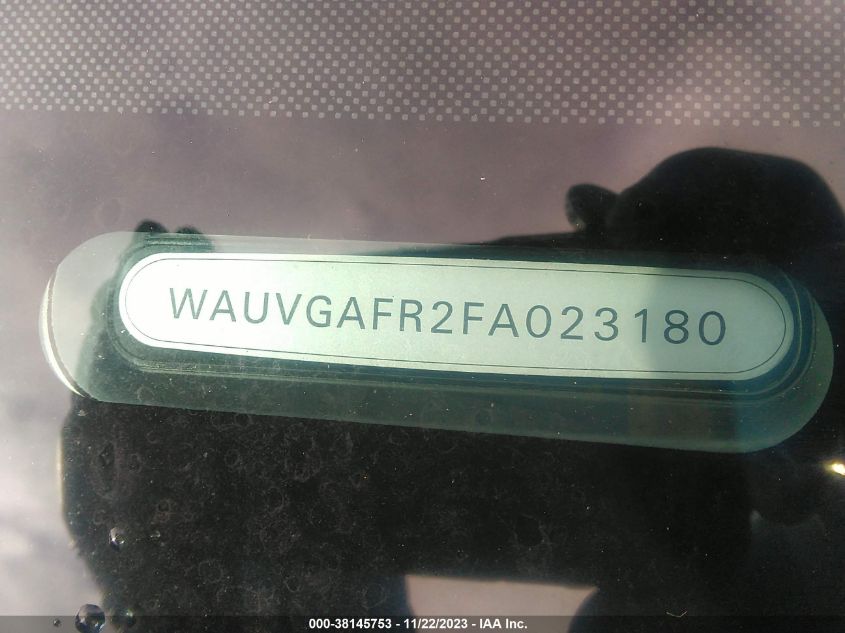 WAUVGAFR2FA023180
000-38145753 - 11/22/2023 - IAA Inc.